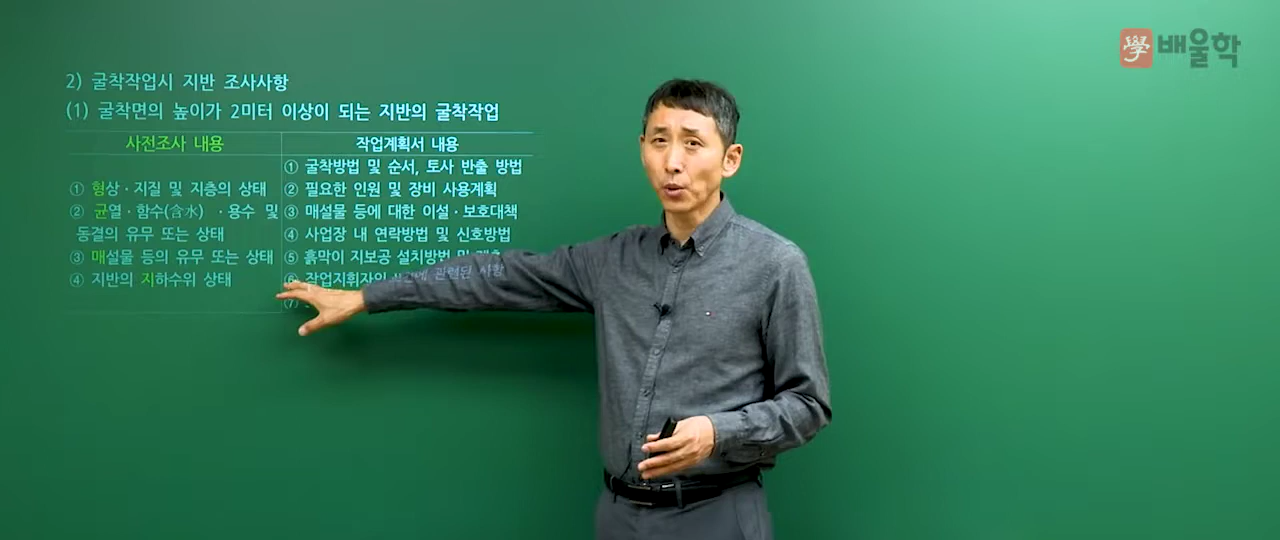 學 배울학
2) 굴착작업시 지반 조사사항
(1) 굴착면의 높이가 2미터 이상이 되는 지반의 굴착작업
사전조사 내용
① 형상·지질 및 지층의 상태
② 균열·함수(含水) ·용수 및
동결의 유무 또는 상태
③ 매설물 등의 유무 또는 상태
④ 지반의 지하수위 상태
작업계획서 내용
① 굴착방법 및 순서, 토사 반출 방법
② 필요한 인원 및 장비 사용계획
③ 매설물 등에 대한 이설·보호대책
④ 사업장 내 연락방법 및 신호방법
⑤ 흙막이 지보공 설치방법 및
⑥ 작업지휘자의 관련된 사항
⑦